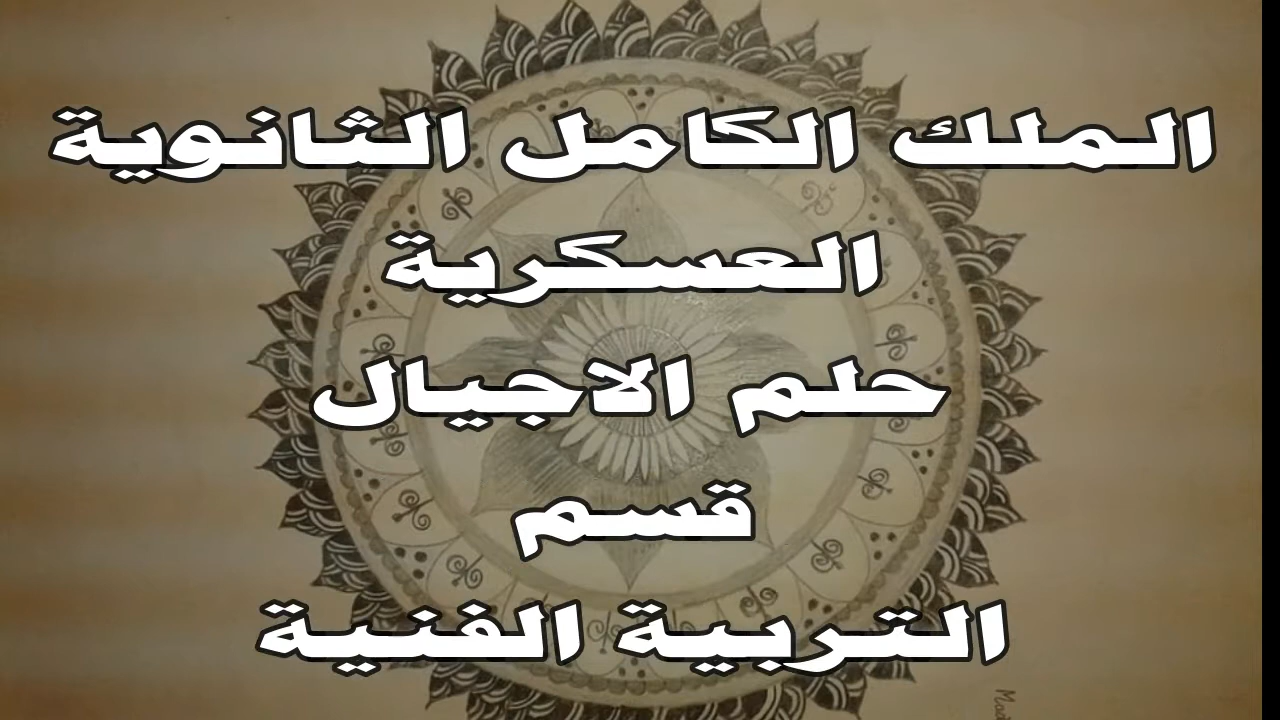 الملك الكامل الثانوية
العسكرية
حلم الاجيال
قسم
التربية الفنية